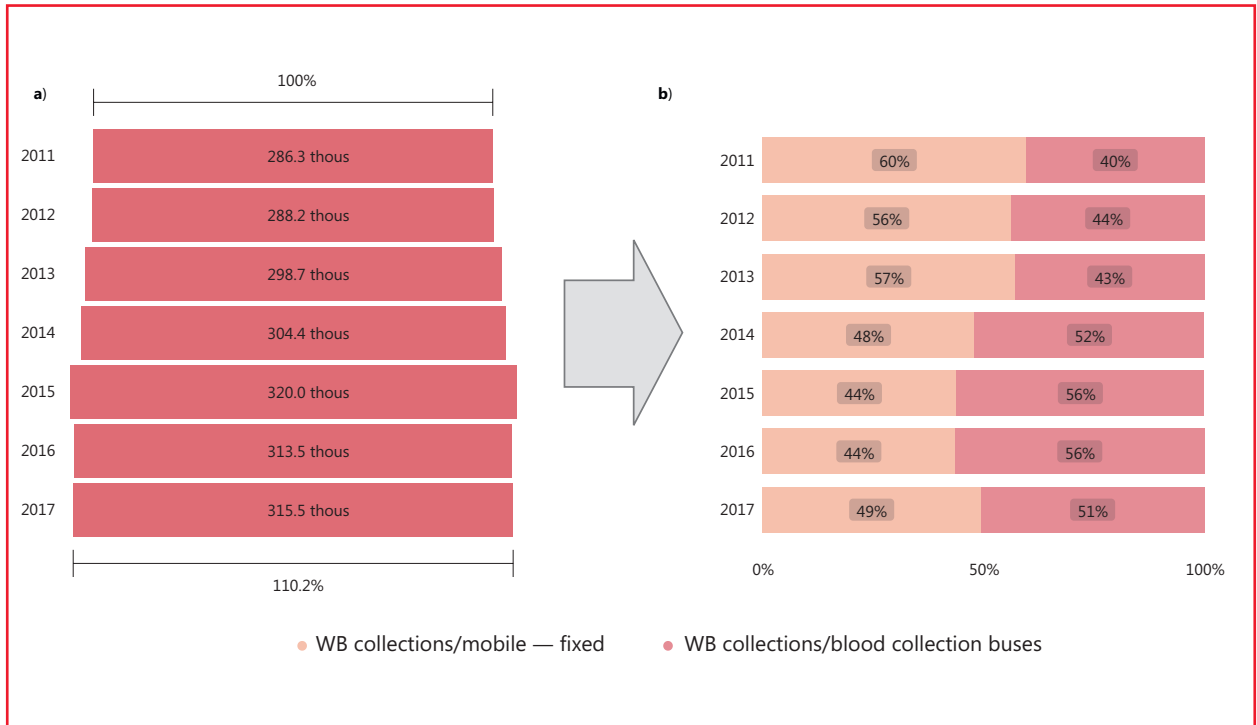 a)
100%
2011 286.3 thous
2012 288.2 thous
2013 298.7 thous
2014 304.4 thous
2015 320.0 thous
2016 313.5 thous
2017 315.5 thous
110.2%
b)
2011 60% 40%
2012 56% 44%
2013 57% 43%
2014 48% 52%
2015 44% 56%
2016 44% 56%
2017 49% 51%
0% 50% 100%
WB collections/mobile — fixed
WB collections/blood collection buses